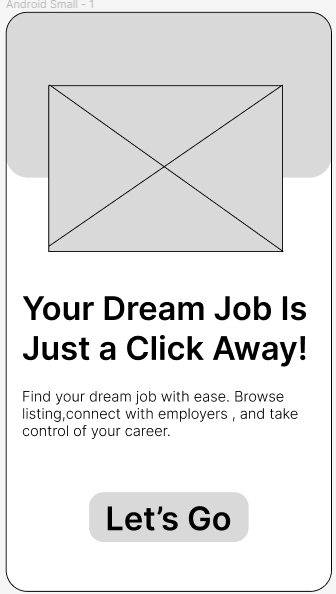 Android Small - 1
Your Dream Job Is
Just a Click Away!
Find your dream job with ease. Browse
listing,connect with employers , and take
control of your career.
Let’s Go